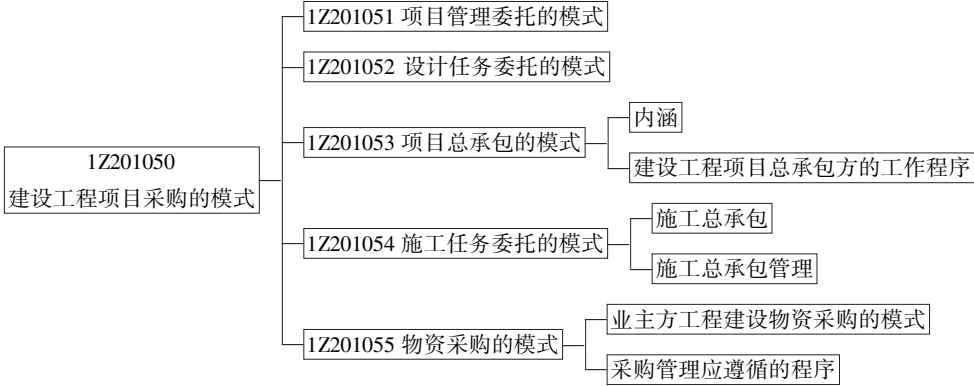 1Z201050
建设工程项目采购的模式
1Z201051 项目管理委托的模式
1Z201052 设计任务委托的模式
1Z201053 项目总承包的模式
内涵
建设工程项目总承包方的工作程序
1Z201054 施工任务委托的模式
施工总承包
施工总承包管理
1Z201055 物资采购的模式
业主方工程建设物资采购的模式
采购管理应遵循的程序